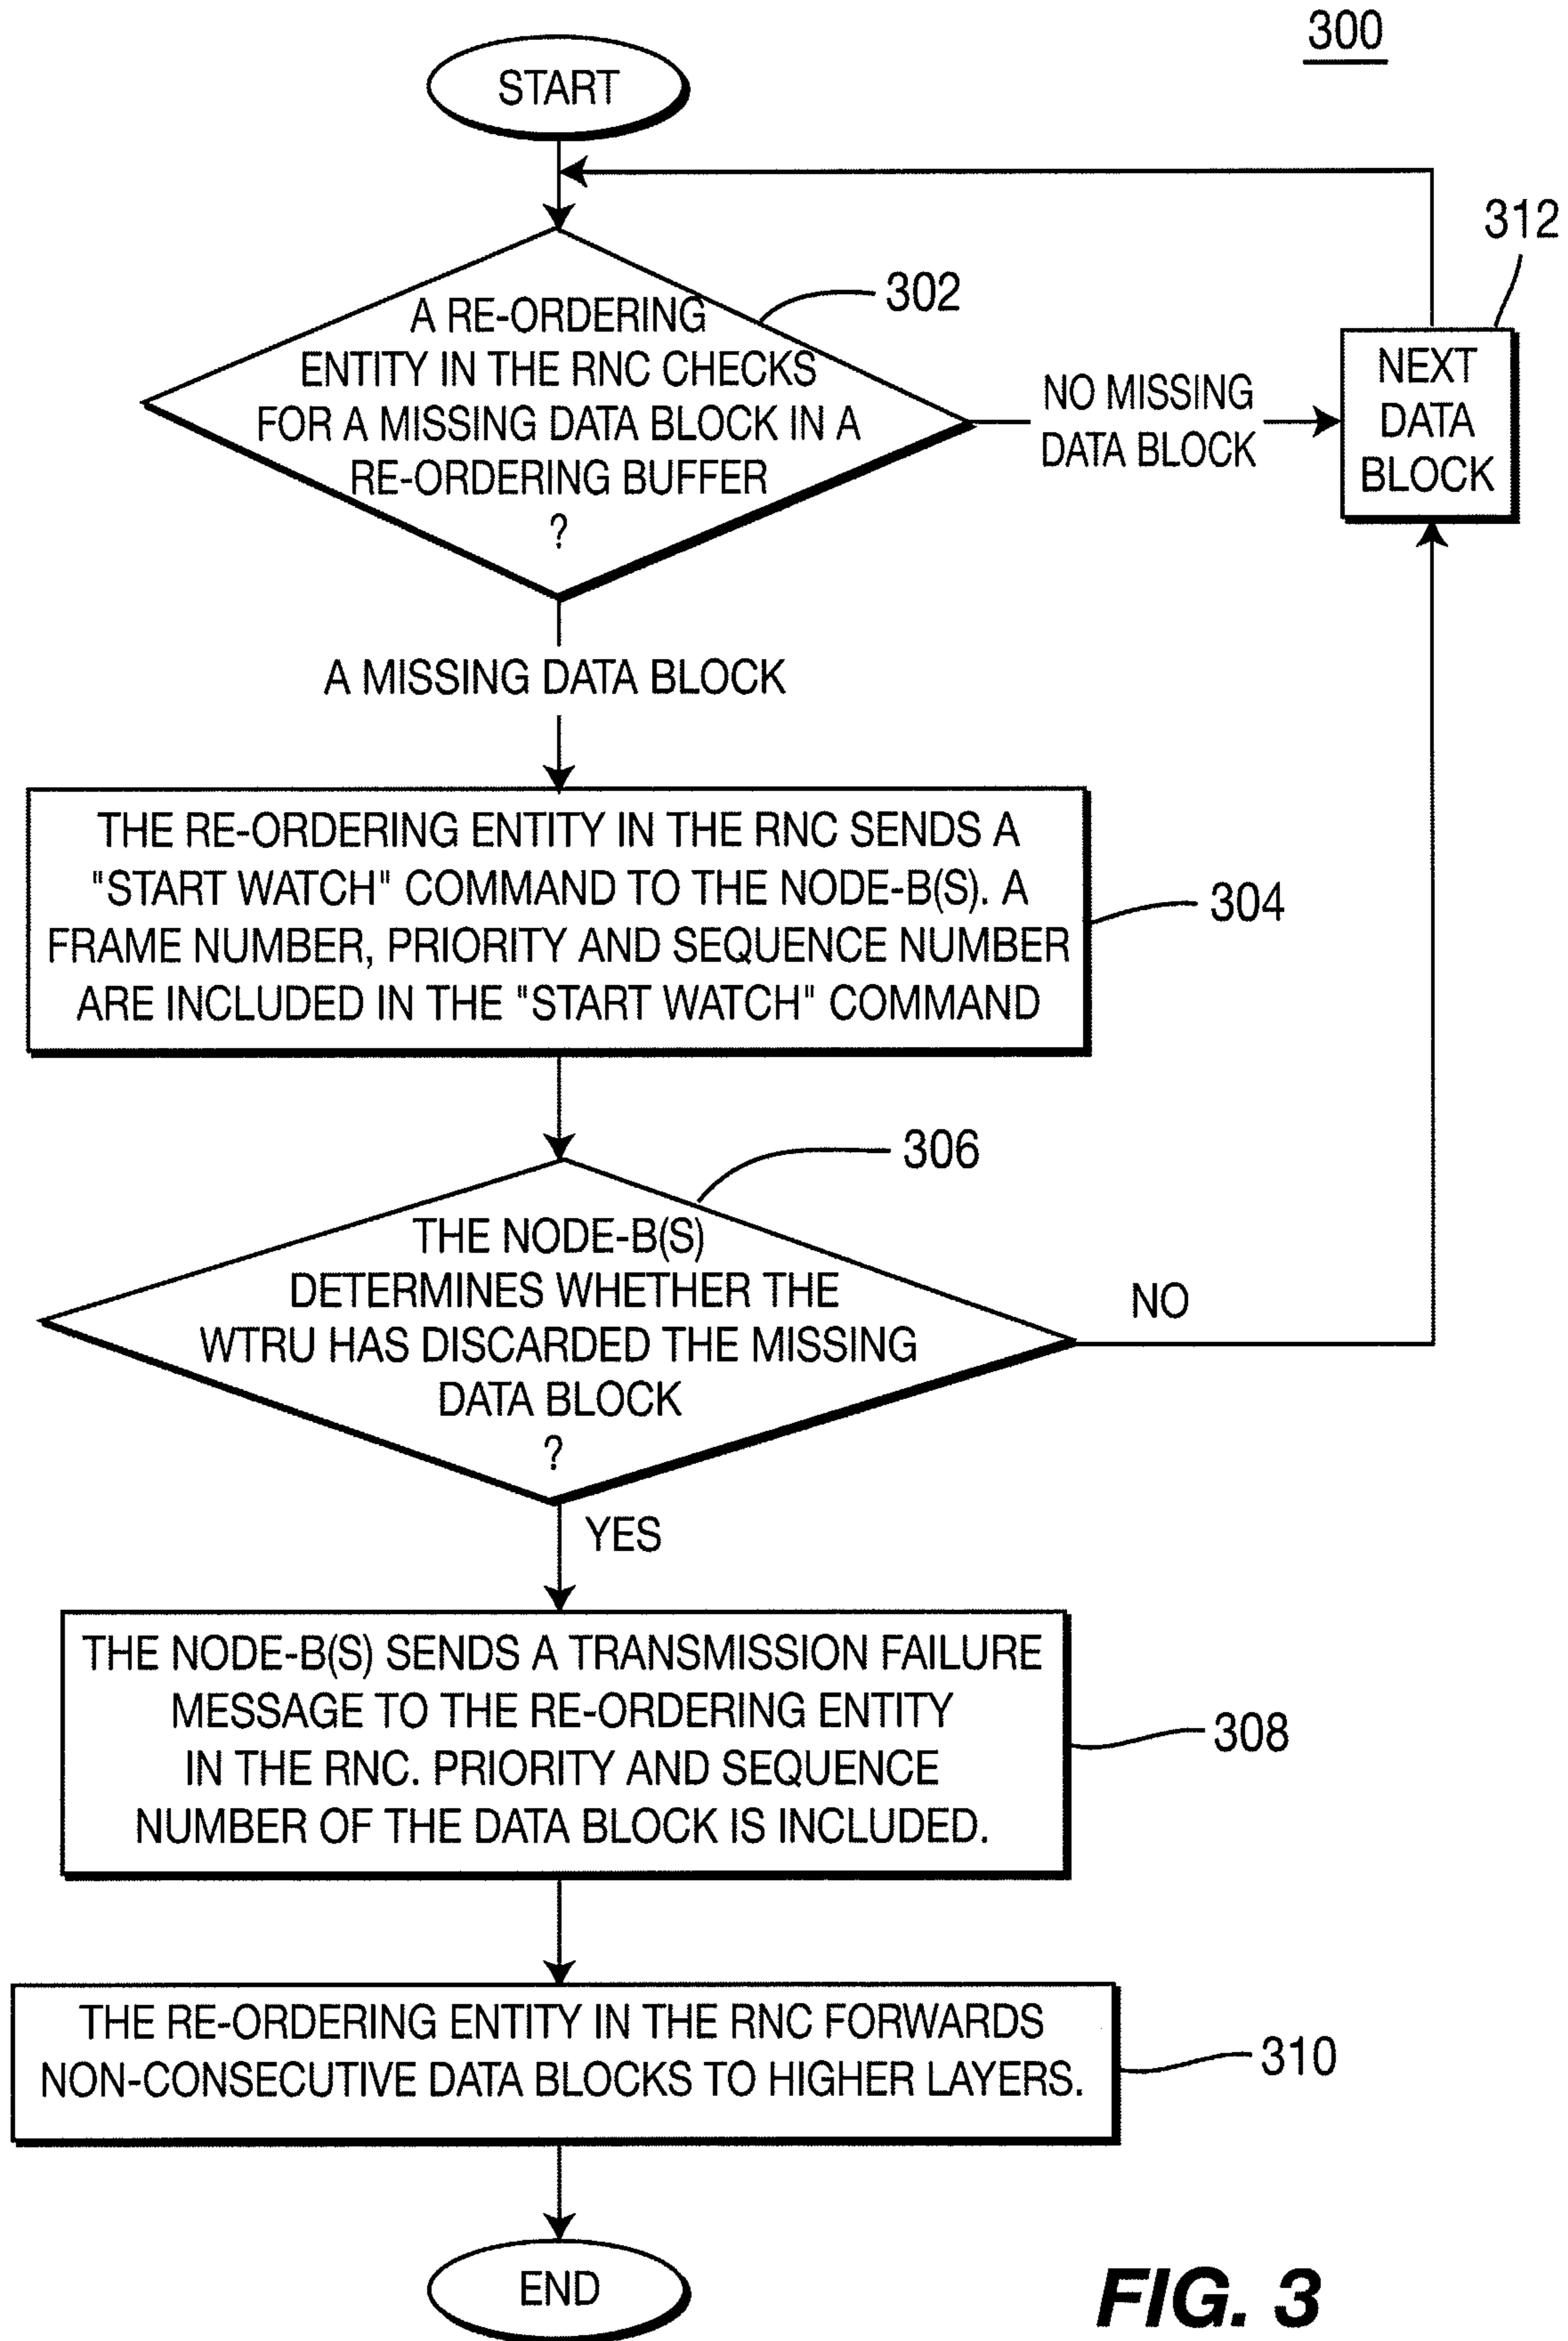 300
START
312
302
A RE-ORDERING
ENTITY IN THE RNC CHECKS
FOR A MISSING DATA BLOCK IN A
RE-ORDERING BUFFER
?
NO MISSING
DATA BLOCK
NEXT
DATA
BLOCK
A MISSING DATA BLOCK
THE RE-ORDERING ENTITY IN THE RNC SENDS A
"START WATCH" COMMAND TO THE NODE-B(S). A
FRAME NUMBER, PRIORITY AND SEQUENCE NUMBER
ARE INCLUDED IN THE "START WATCH" COMMAND
304
306
THE NODE-B(S)
DETERMINES WHETHER THE
WTRU HAS DISCARDED THE MISSING
DATA BLOCK
?
NO
YES
THE NODE-B(S) SENDS A TRANSMISSION FAILURE
MESSAGE TO THE RE-ORDERING ENTITY
IN THE RNC. PRIORITY AND SEQUENCE
NUMBER OF THE DATA BLOCK IS INCLUDED.
308
THE RE-ORDERING ENTITY IN THE RNC FORWARDS
NON-CONSECUTIVE DATA BLOCKS TO HIGHER LAYERS.
310
END
FIG. 3